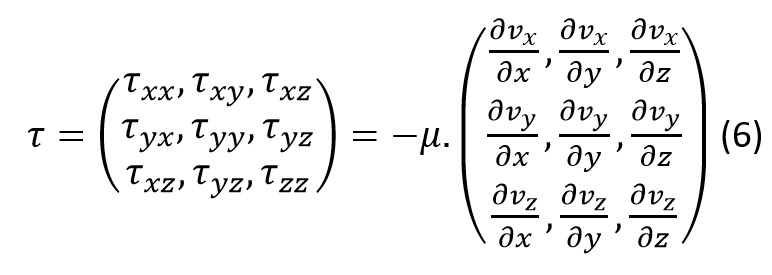 τ = (τxx, τxy, τxz
τyx, τyy, τyz
τxz, τyz, τzz) = −μ. (∂vx/∂x, ∂vx/∂y, ∂vx/∂z
∂vy/∂x, ∂vy/∂y, ∂vy/∂z
∂vz/∂x, ∂vz/∂y, ∂vz/∂z) (6)